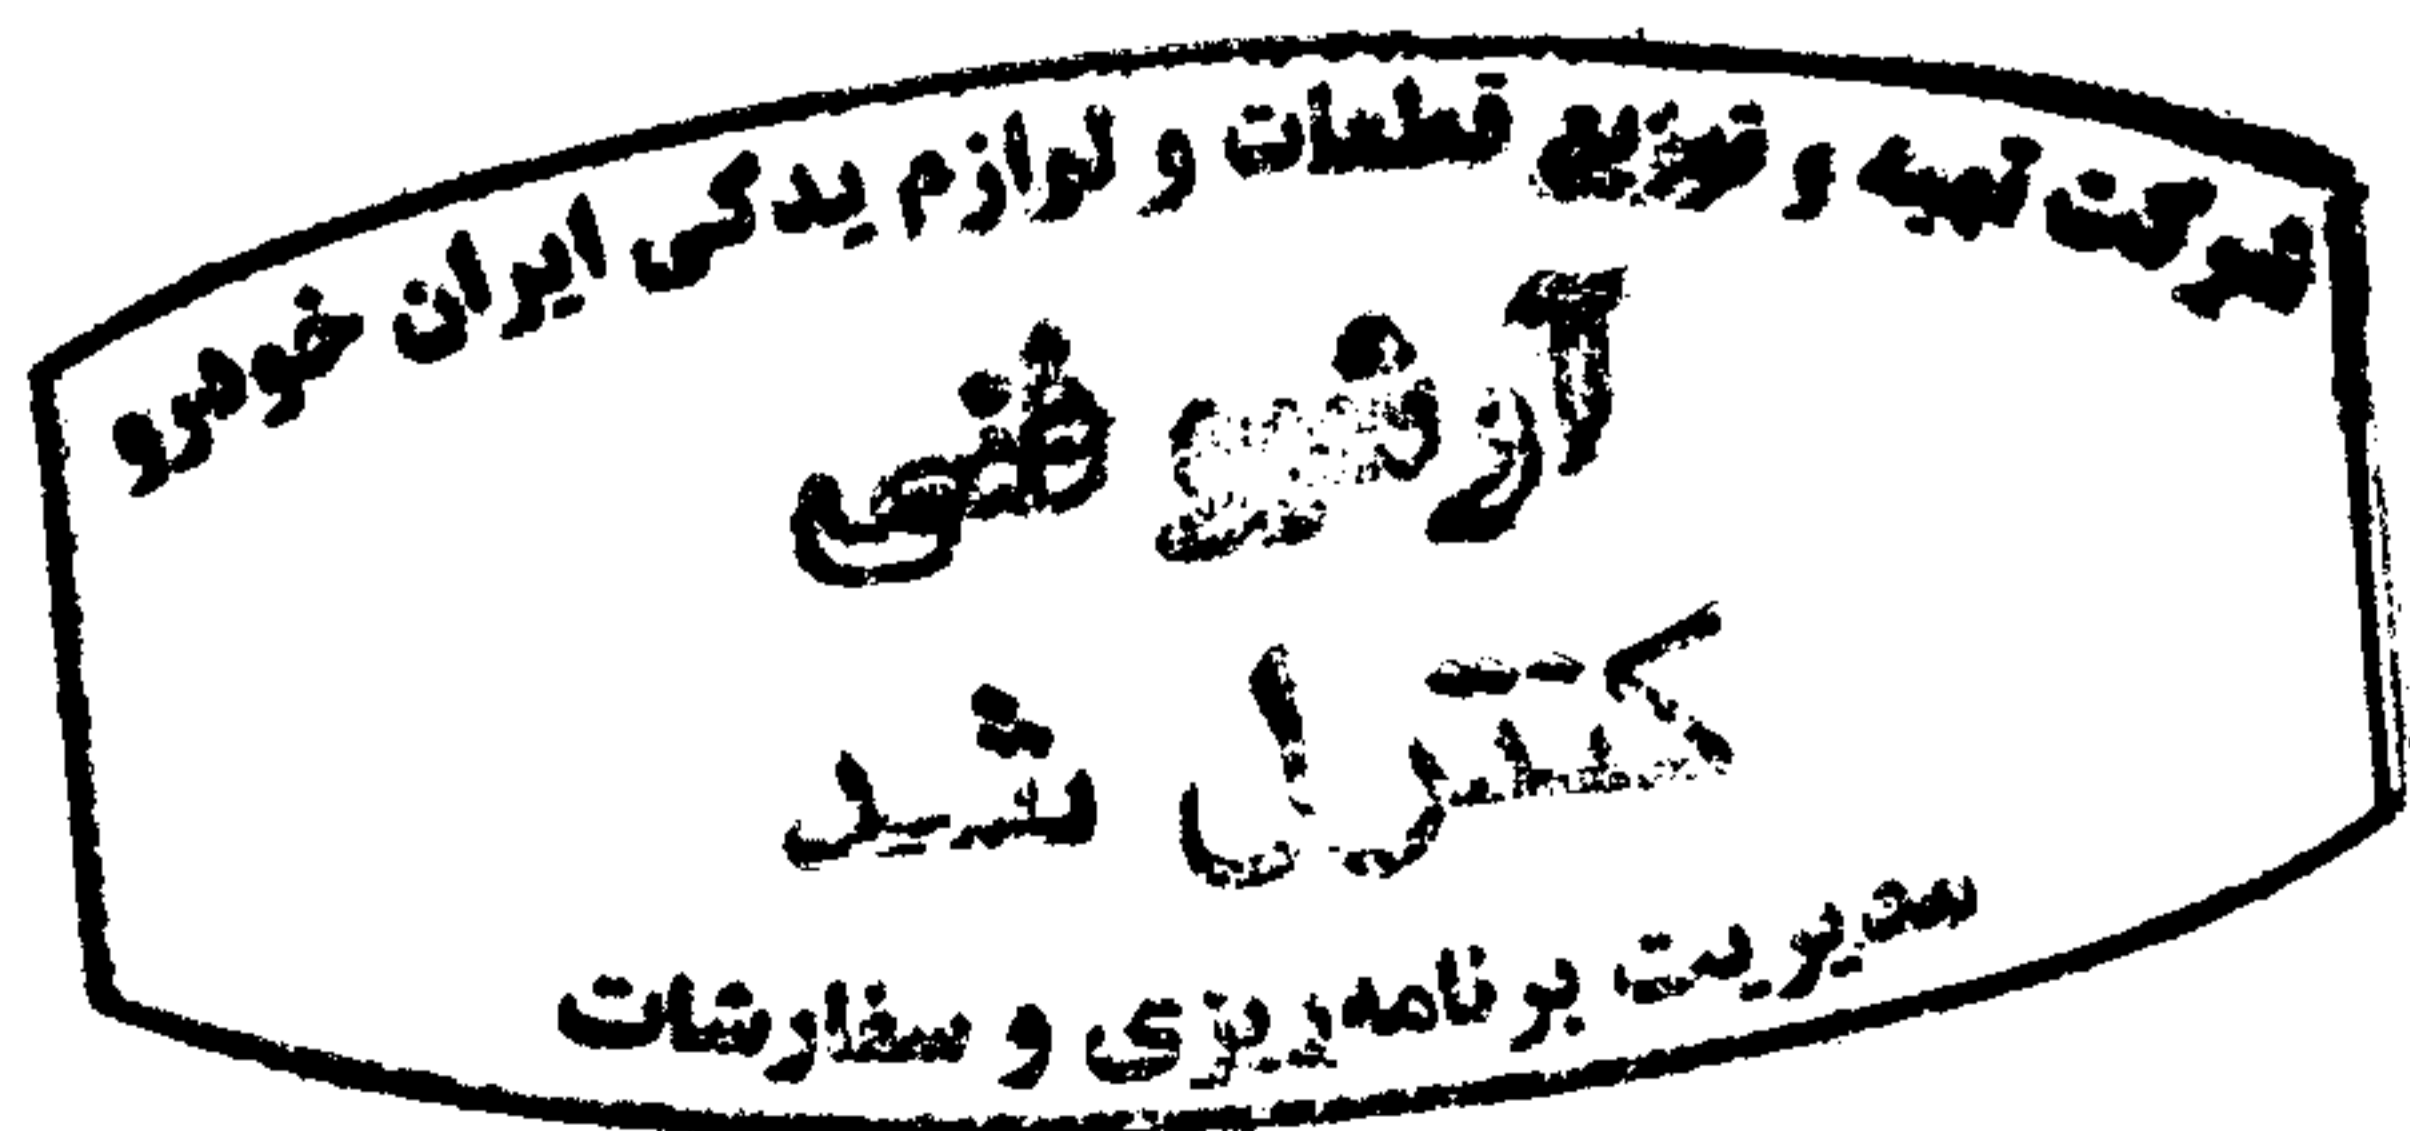 شرکت تهیه و توزیع قطعات و لوازم یدکی ایران خودرو
آرشیو فنی
کنترل شد
مدیریت برنامه‌ریزی و سفارشات